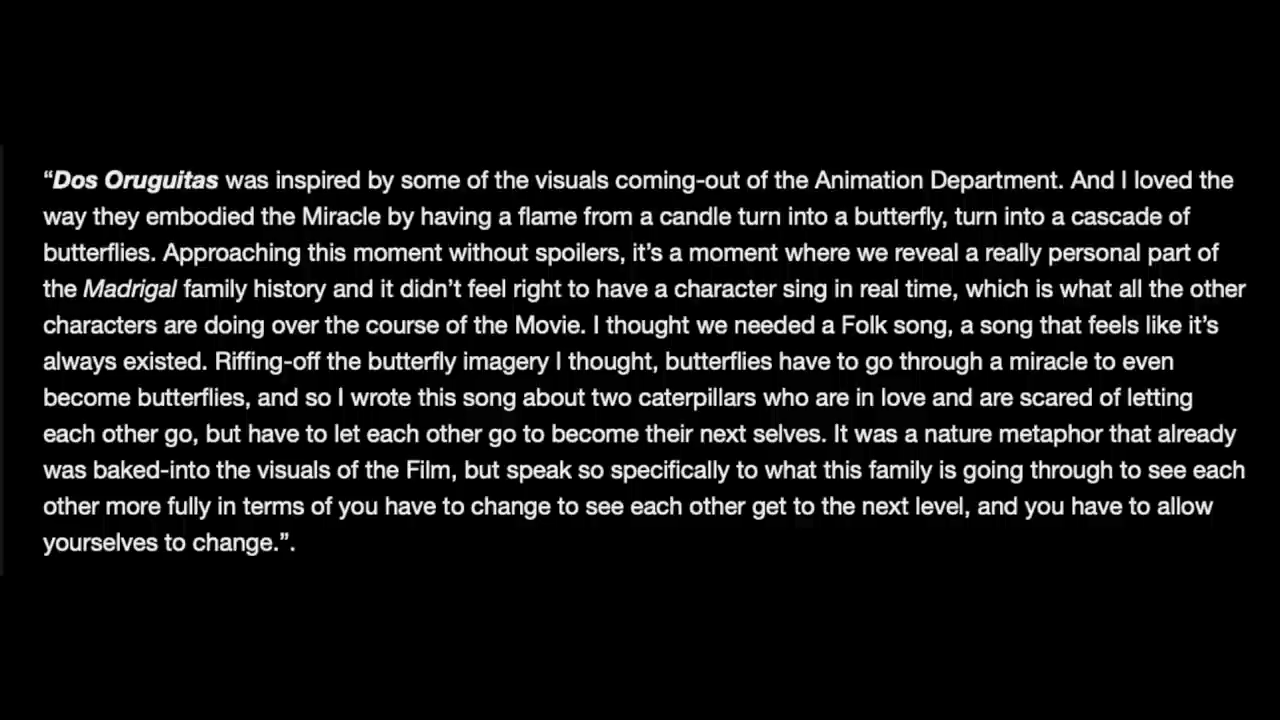 “Dos Oruguitas was inspired by some of the visuals coming-out of the Animation Department. And I loved the
way they embodied the Miracle by having a flame from a candle turn into a butterfly, turn into a cascade of
butterflies. Approaching this moment without spoilers, it’s a moment where we reveal a really personal part of
the Madrigal family history and it didn’t feel right to have a character sing in real time, which is what all the other
characters are doing over the course of the Movie. I thought we needed a Folk song, a song that feels like it’s
always existed. Riffing-off the butterfly imagery I thought, butterflies have to go through a miracle to even
become butterflies, and so I wrote this song about two caterpillars who are in love and are scared of letting
each other go, but have to let each other go to become their next selves. It was a nature metaphor that already
was baked-into the visuals of the Film, but speak so specifically to what this family is going through to see each
other more fully in terms of you have to change to see each other get to the next level, and you have to allow
yourselves to change.”.